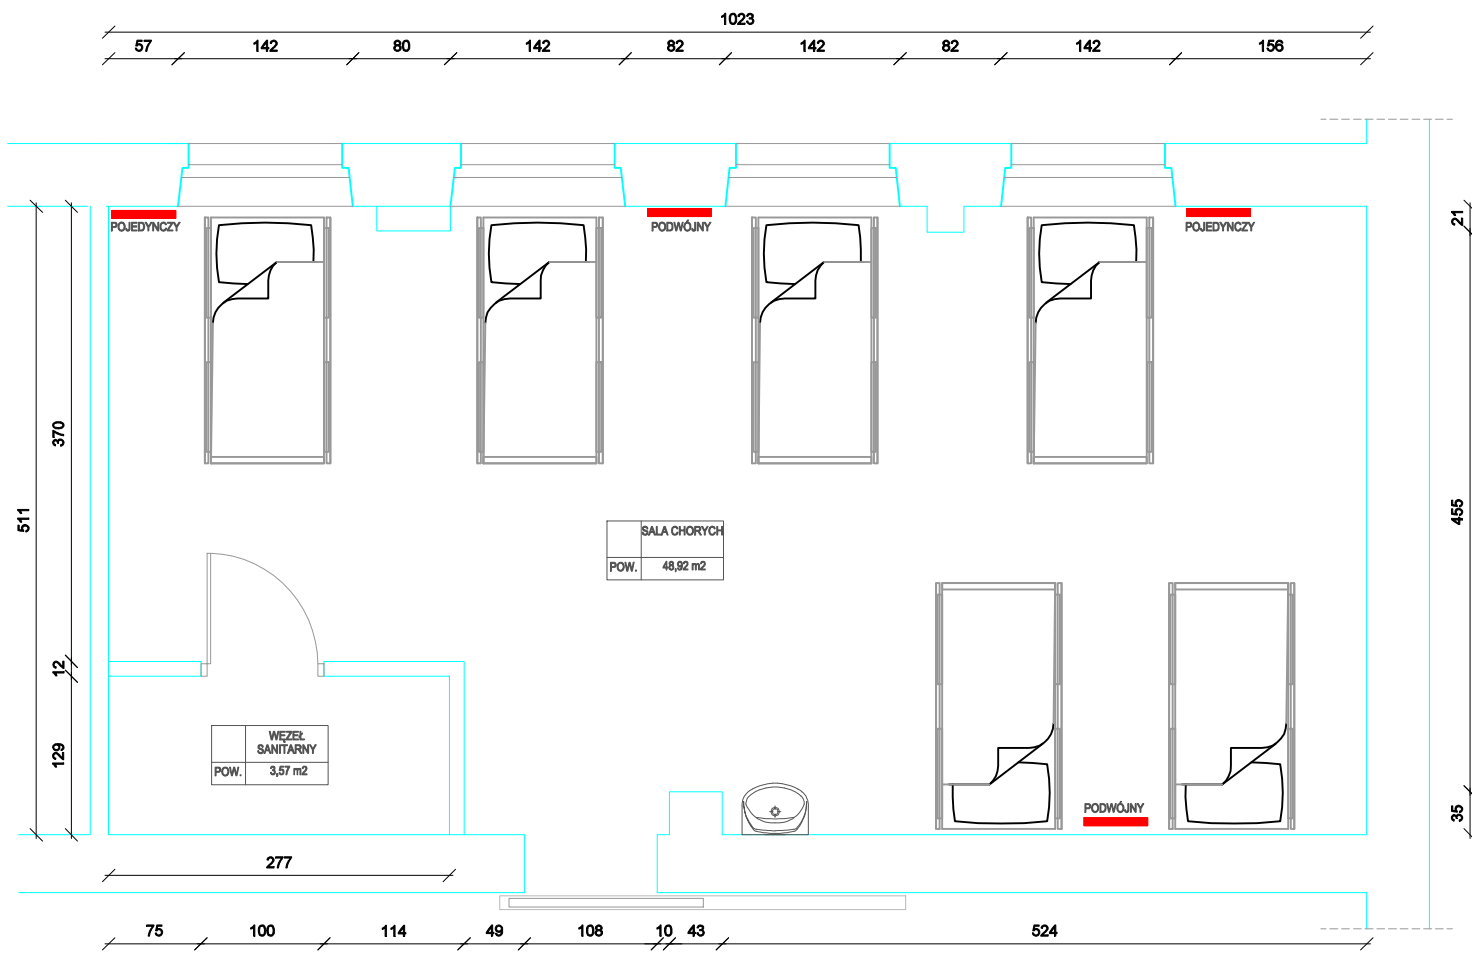 1023
57 142 80 142 82 142 82 142 156
POJEDYNCZY PODWÓJNY POJEDYNCZY
21
370
511
455
SALA CHORYCH
POW. 48,92 m2
12
WĘZEŁ
SANITARNY
POW. 3,57 m2
129
PODWÓJNY
35
277
75 100 114 49 108 10 43 524